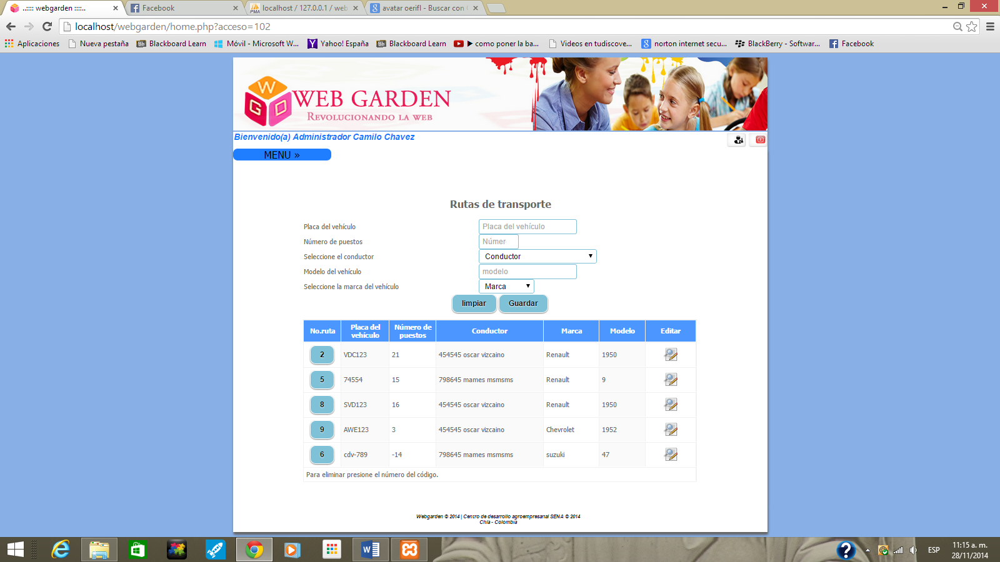 ..:::: webgarden ::::..
Facebook
localhost / 127.0.0.1 / web
avatar oerifl - Buscar con
localhost/webgarden/home.php?acceso=102
Aplicaciones
Nueva pestaña
Blackboard Learn
Móvil - Microsoft W...
Yahoo! España
Blackboard Learn
▶ como poner la ba...
Videos en tudiscove...
norton internet secu...
BlackBerry - Softwar...
Facebook
W G D
WEB GARDEN
REVOLUCIONANDO LA WEB
Bienvenido(a) Administrador Camilo Chavez
MENU »
Rutas de transporte
Placa del vehículo Placa del vehículo
Número de puestos Númer
Seleccione el conductor Conductor
Modelo del vehículo modelo
Seleccione la marca del vehículo Marca
limpiar Guardar
No.ruta Placa del vehículo Número de puestos Conductor Marca Modelo Editar
2 VDC123 21 454545 oscar vizcaino Renault 1950
5 74554 15 798645 mames msmsms Renault 9
8 SVD123 16 454545 oscar vizcaino Renault 1950
9 AWE123 3 454545 oscar vizcaino Chevrolet 1952
6 cdv-789 -14 798645 mames msmsms suzuki 47
Para eliminar presione el número del código.
Webgarden © 2014 | Centro de desarrollo agroempresarial SENA © 2014
Chía - Colombia
ESP
11:15 a. m.
28/11/2014